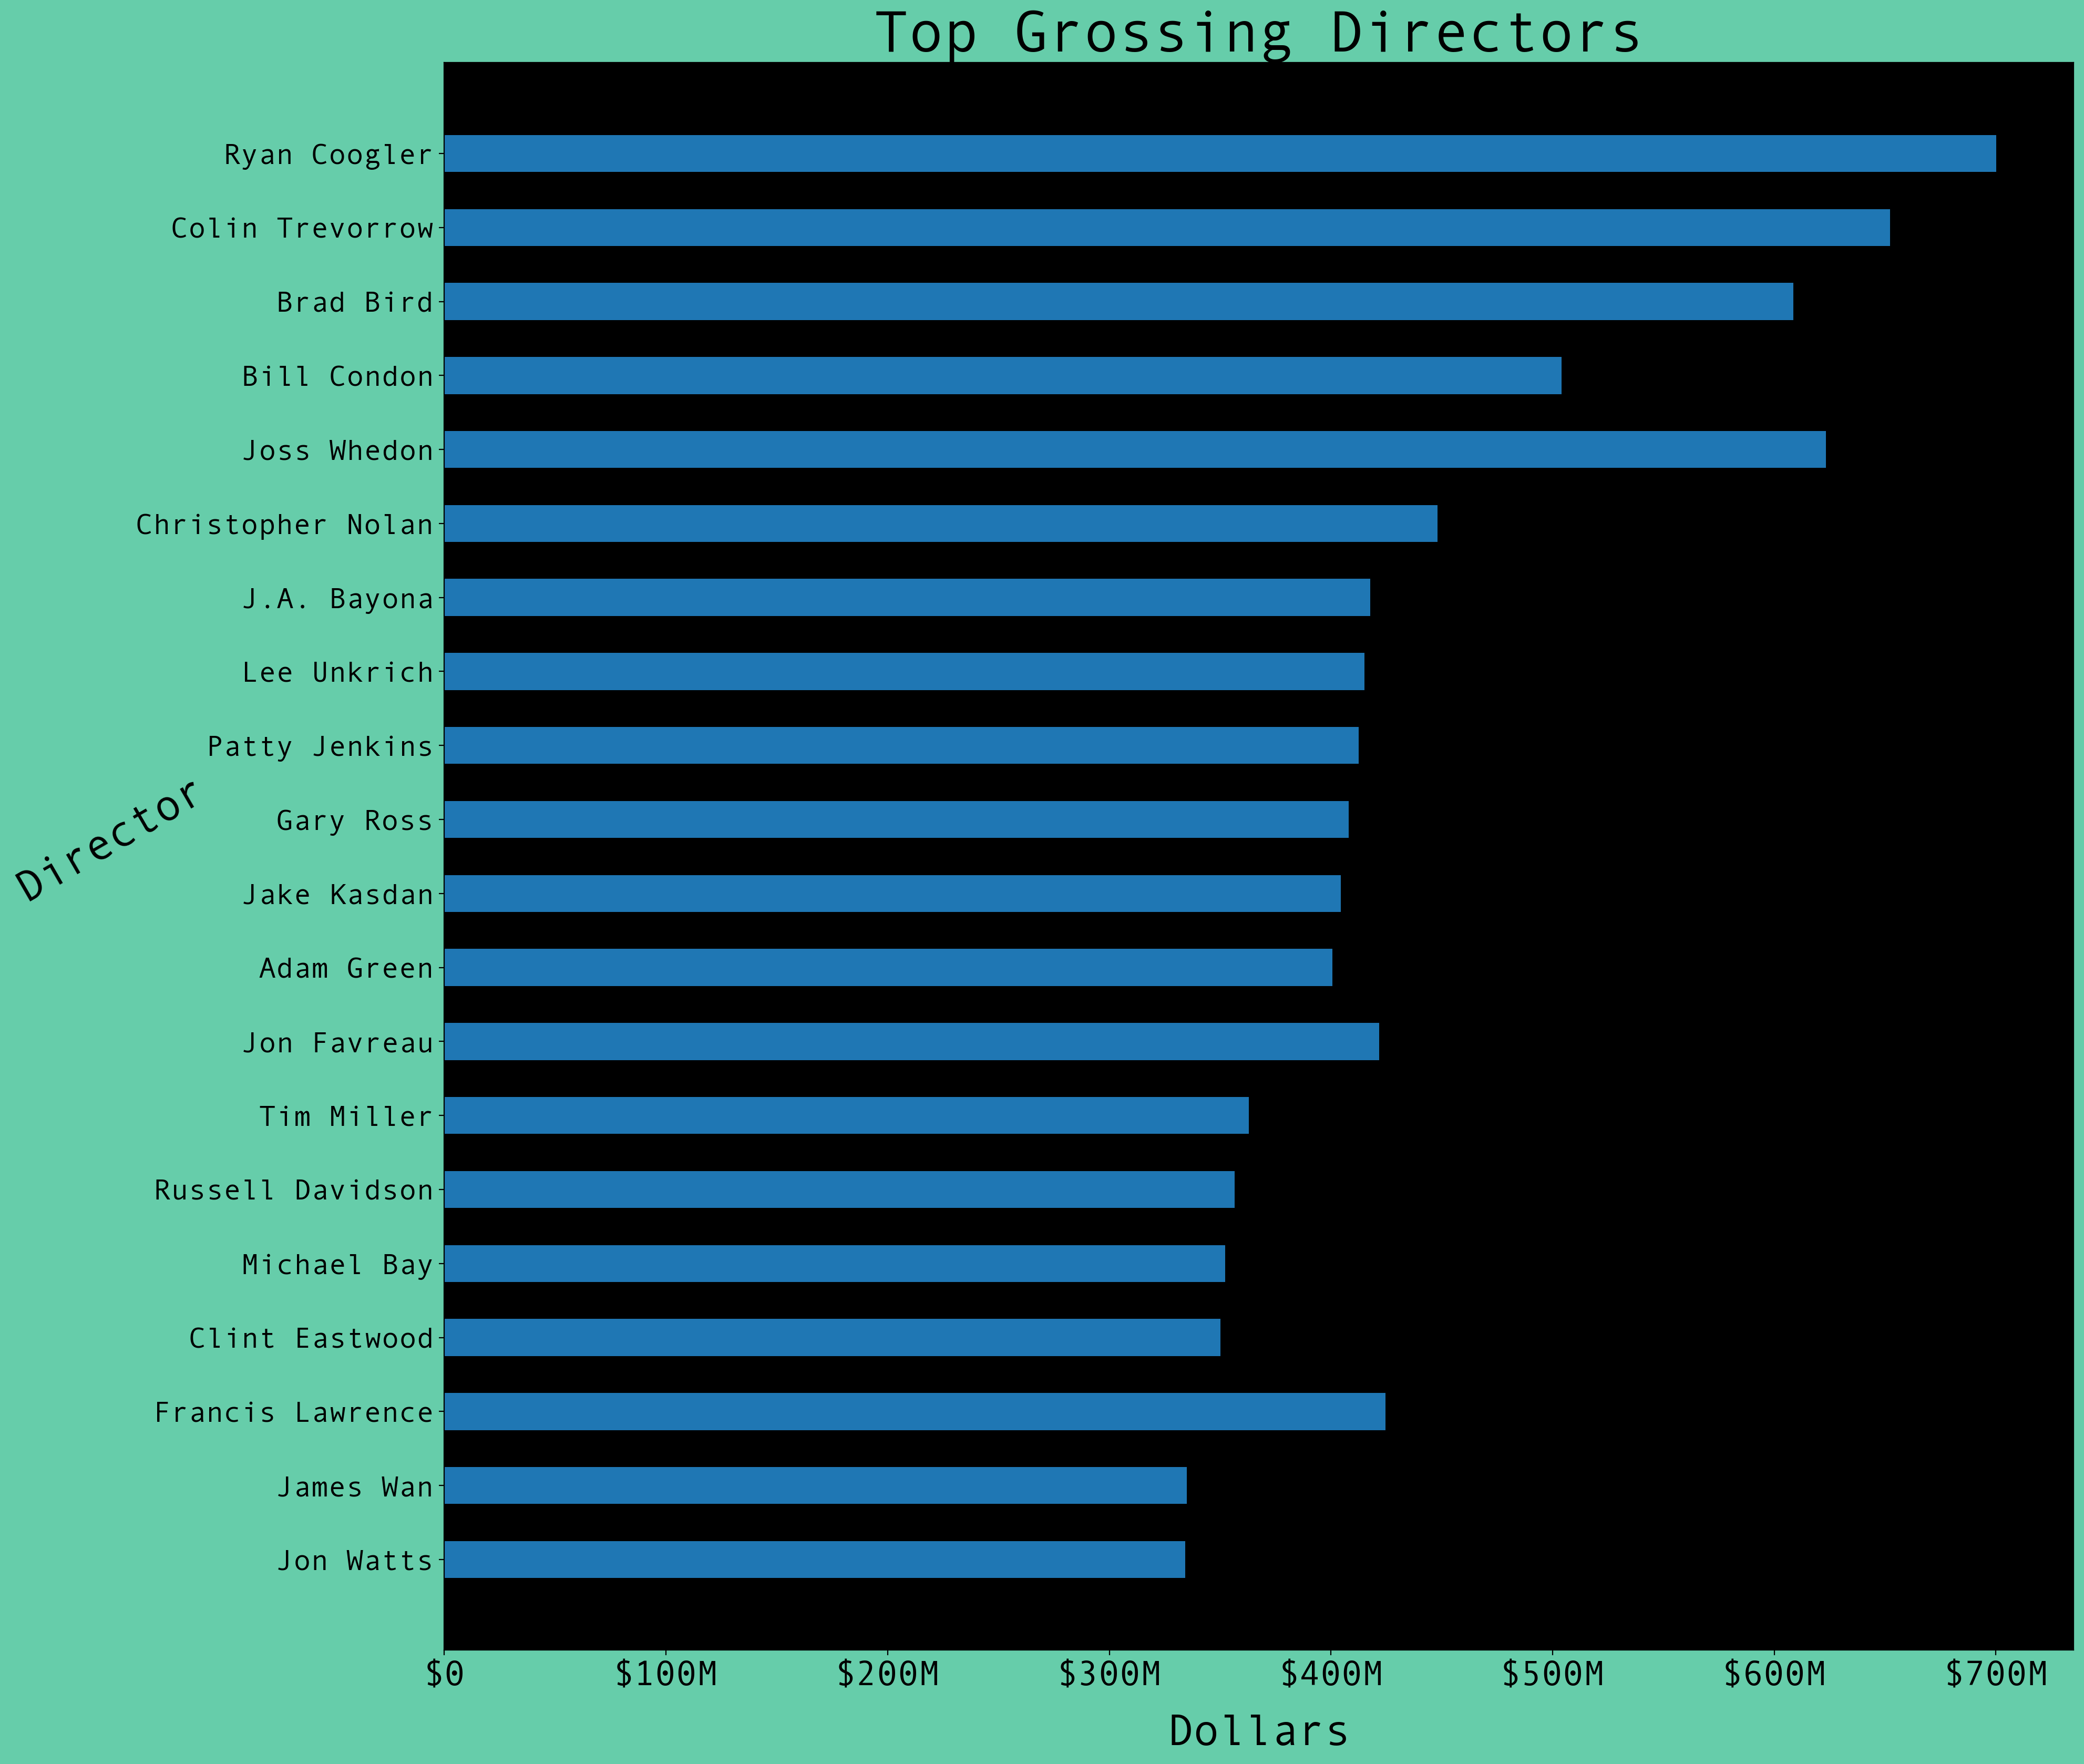 Top Grossing Directors
Ryan Coogler
Colin Trevorrow
Brad Bird
Bill Condon
Joss Whedon
Christopher Nolan
J.A. Bayona
Lee Unkrich
Patty Jenkins
Director
Gary Ross
Jake Kasdan
Adam Green
Jon Favreau
Tim Miller
Russell Davidson
Michael Bay
Clint Eastwood
Francis Lawrence
James Wan
Jon Watts
$0 $100M $200M $300M $400M $500M $600M $700M
Dollars